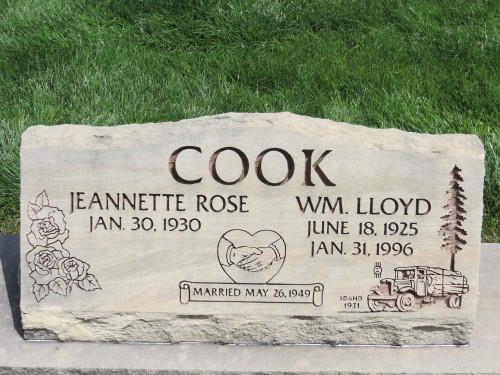 COOK
JEANNETTE ROSE
JAN. 30, 1930
WM. LLOYD
JUNE 18, 1925
JAN. 31, 1996
MARRIED MAY 26, 1949
IDAHO
1931